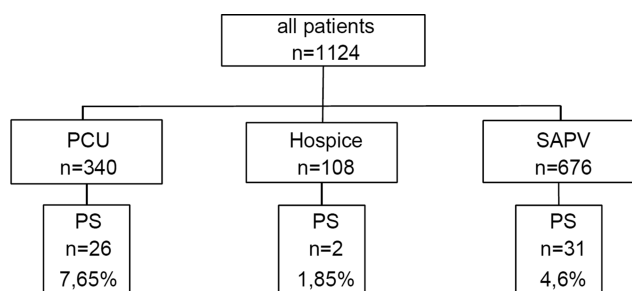 all patients
n=1124
PCU
n=340
Hospice
n=108
SAPV
n=676
PS
n=26
7,65%
PS
n=2
1,85%
PS
n=31
4,6%